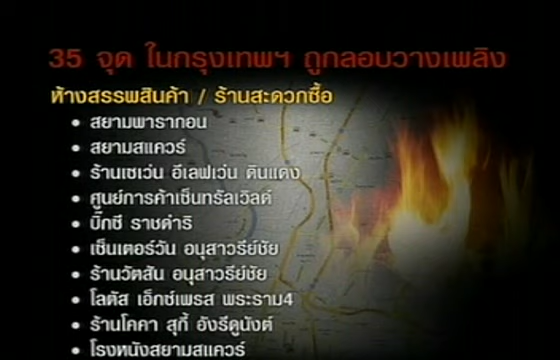 35 จุด ในกรุงเทพฯ ถูกลอบวางเพลิง
ห้างสรรพสินค้า / ร้านสะดวกซื้อ
• สยามพารากอน
• สยามสแควร์
• ร้านเซเว่น อีเลฟเว่น ดินแดง
• ศูนย์การค้าเซ็นทรัลเวิลด์
• บิ๊กซี ราชดำริ
• เซ็นเตอร์วัน อนุสาวรีย์ชัย
• ร้านวัตสัน อนุสาวรีย์ชัย
• โลตัส เอ็กซ์เพรส พระราม4
• ร้านโคคา สุกี้ อังรีดูนังต์
• โรงหนังสยามสแควร์